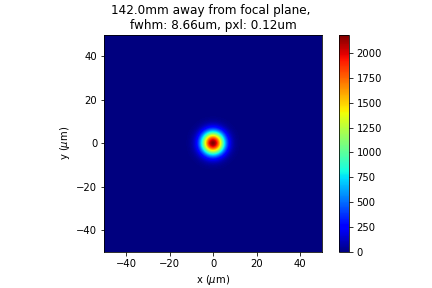 142.0mm away from focal plane,
fwhm: 8.66um, pxl: 0.12um
40
20
0
−20
−40
y (μm)
−40 −20 0 20 40
x (μm)
2000
1750
1500
1250
1000
750
500
250
0